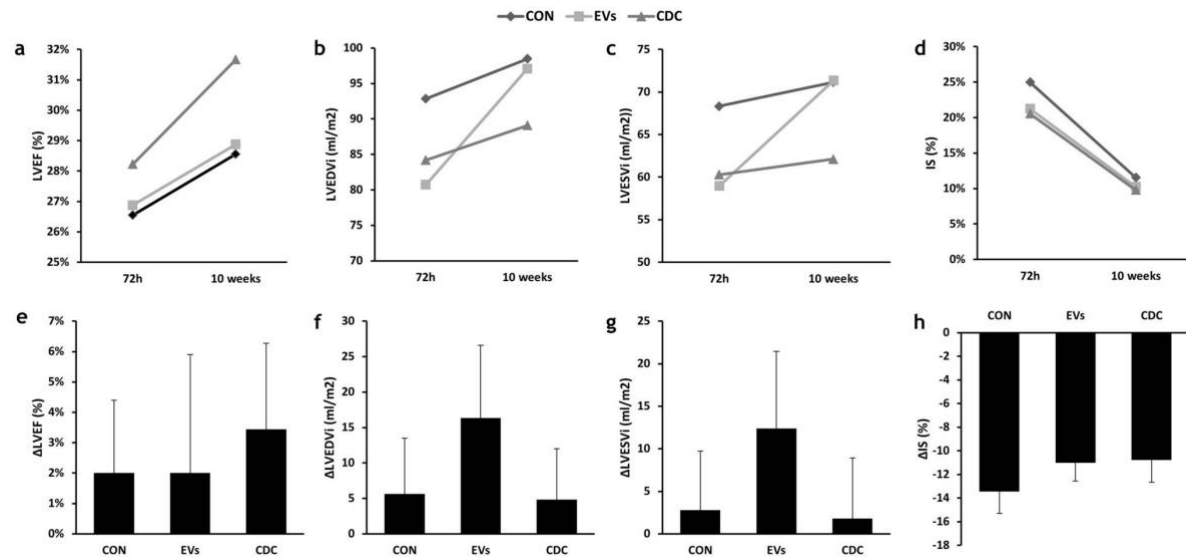 CON EVs CDC
a
32%
31%
30%
29%
28%
27%
26%
25%
LVEF (%)
72h 10 weeks
b
100
95
90
85
80
75
70
LVEDVi (ml/m2)
72h 10 weeks
c
75
70
65
60
55
50
LVESVi (ml/m2))
72h 10 weeks
d
30%
25%
20%
15%
10%
5%
0%
IS (%)
72h 10 weeks
e
7%
6%
5%
4%
3%
2%
1%
0%
ΔLVEF (%)
CON EVs CDC
f
30
25
20
15
10
5
0
ΔLVEDVi (ml/m2)
CON EVs CDC
g
25
20
15
10
5
0
ΔLVESVi (ml/m2)
CON EVs CDC
h
CON EVs CDC
0
-2
-4
-6
-8
-10
-12
-14
-16
-18
ΔIS (%)